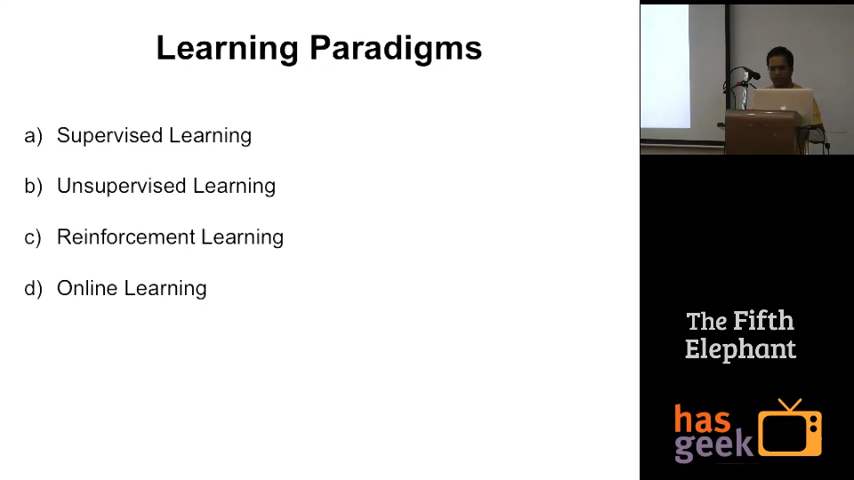 Learning Paradigms
a) Supervised Learning
b) Unsupervised Learning
c) Reinforcement Learning
d) Online Learning
The Fifth
Elephant
has
geek